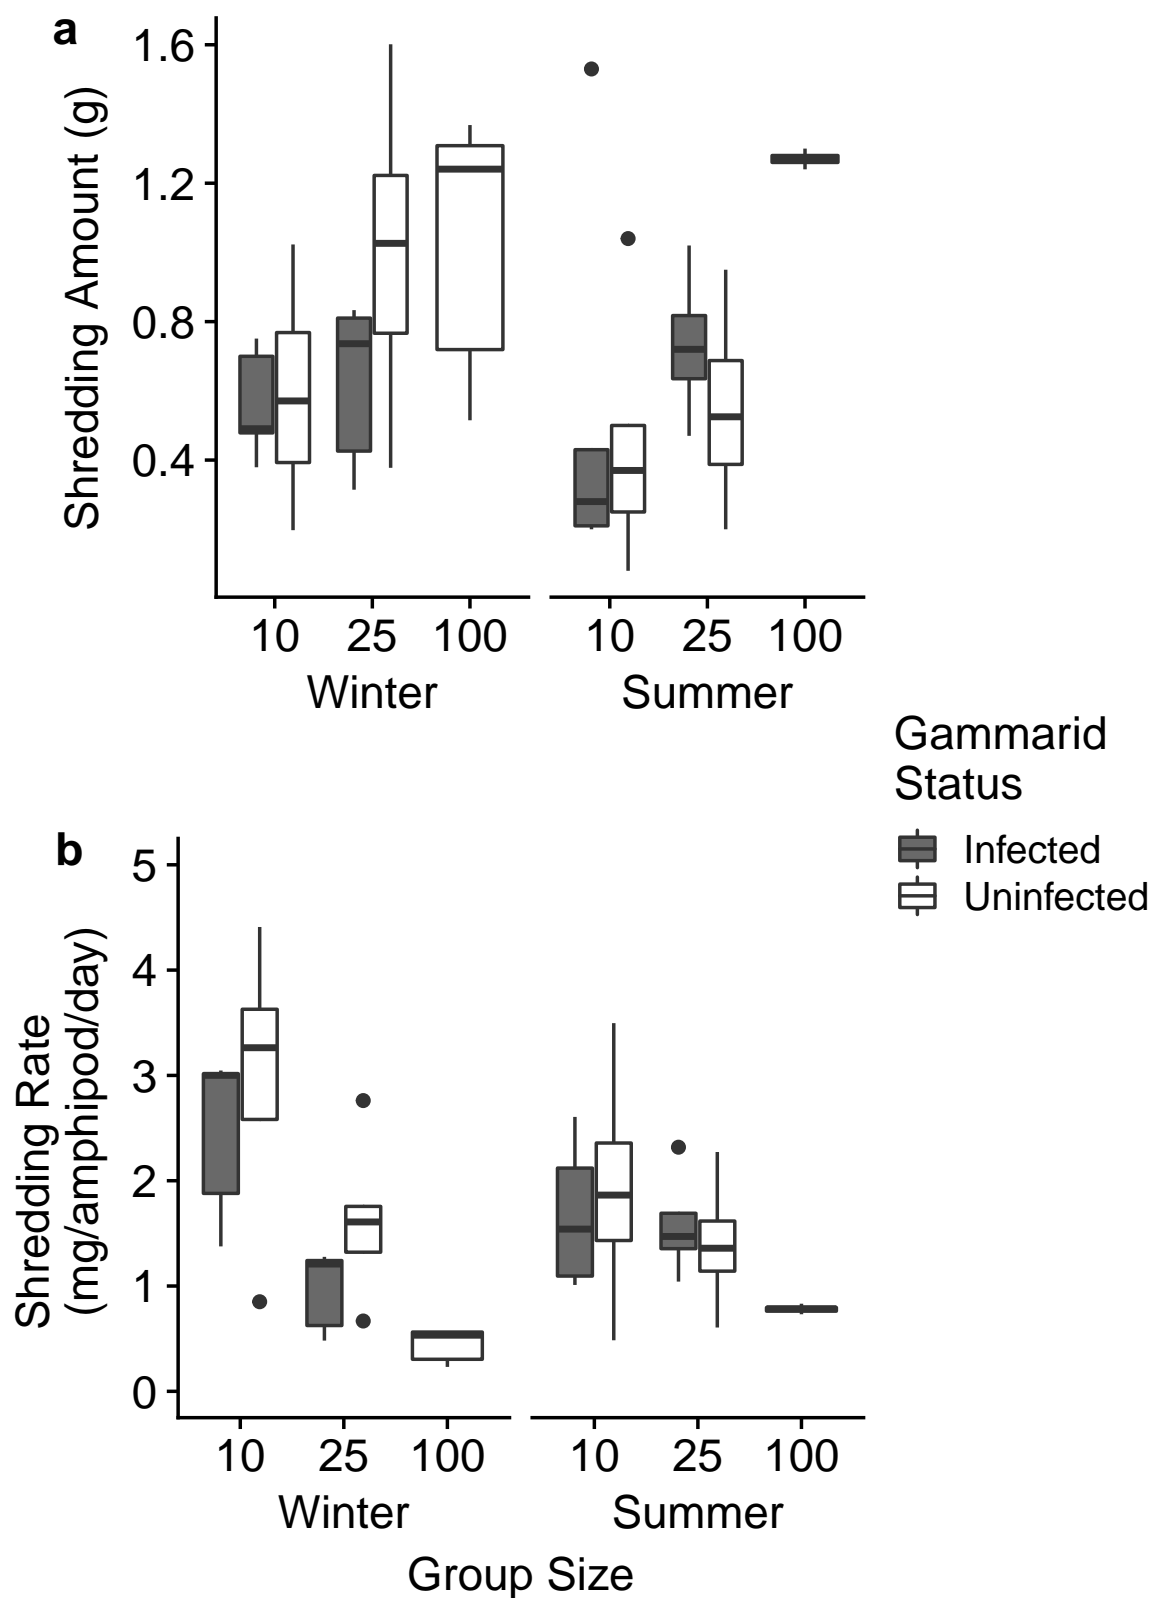 a
Shredding Amount (g)
1.6
1.2
0.8
0.4
10 25 100 10 25 100
Winter Summer
Gammarid
Status
Infected
Uninfected
b
Shredding Rate
(mg/amphipod/day)
5
4
3
2
1
0
10 25 100 10 25 100
Winter Summer
Group Size